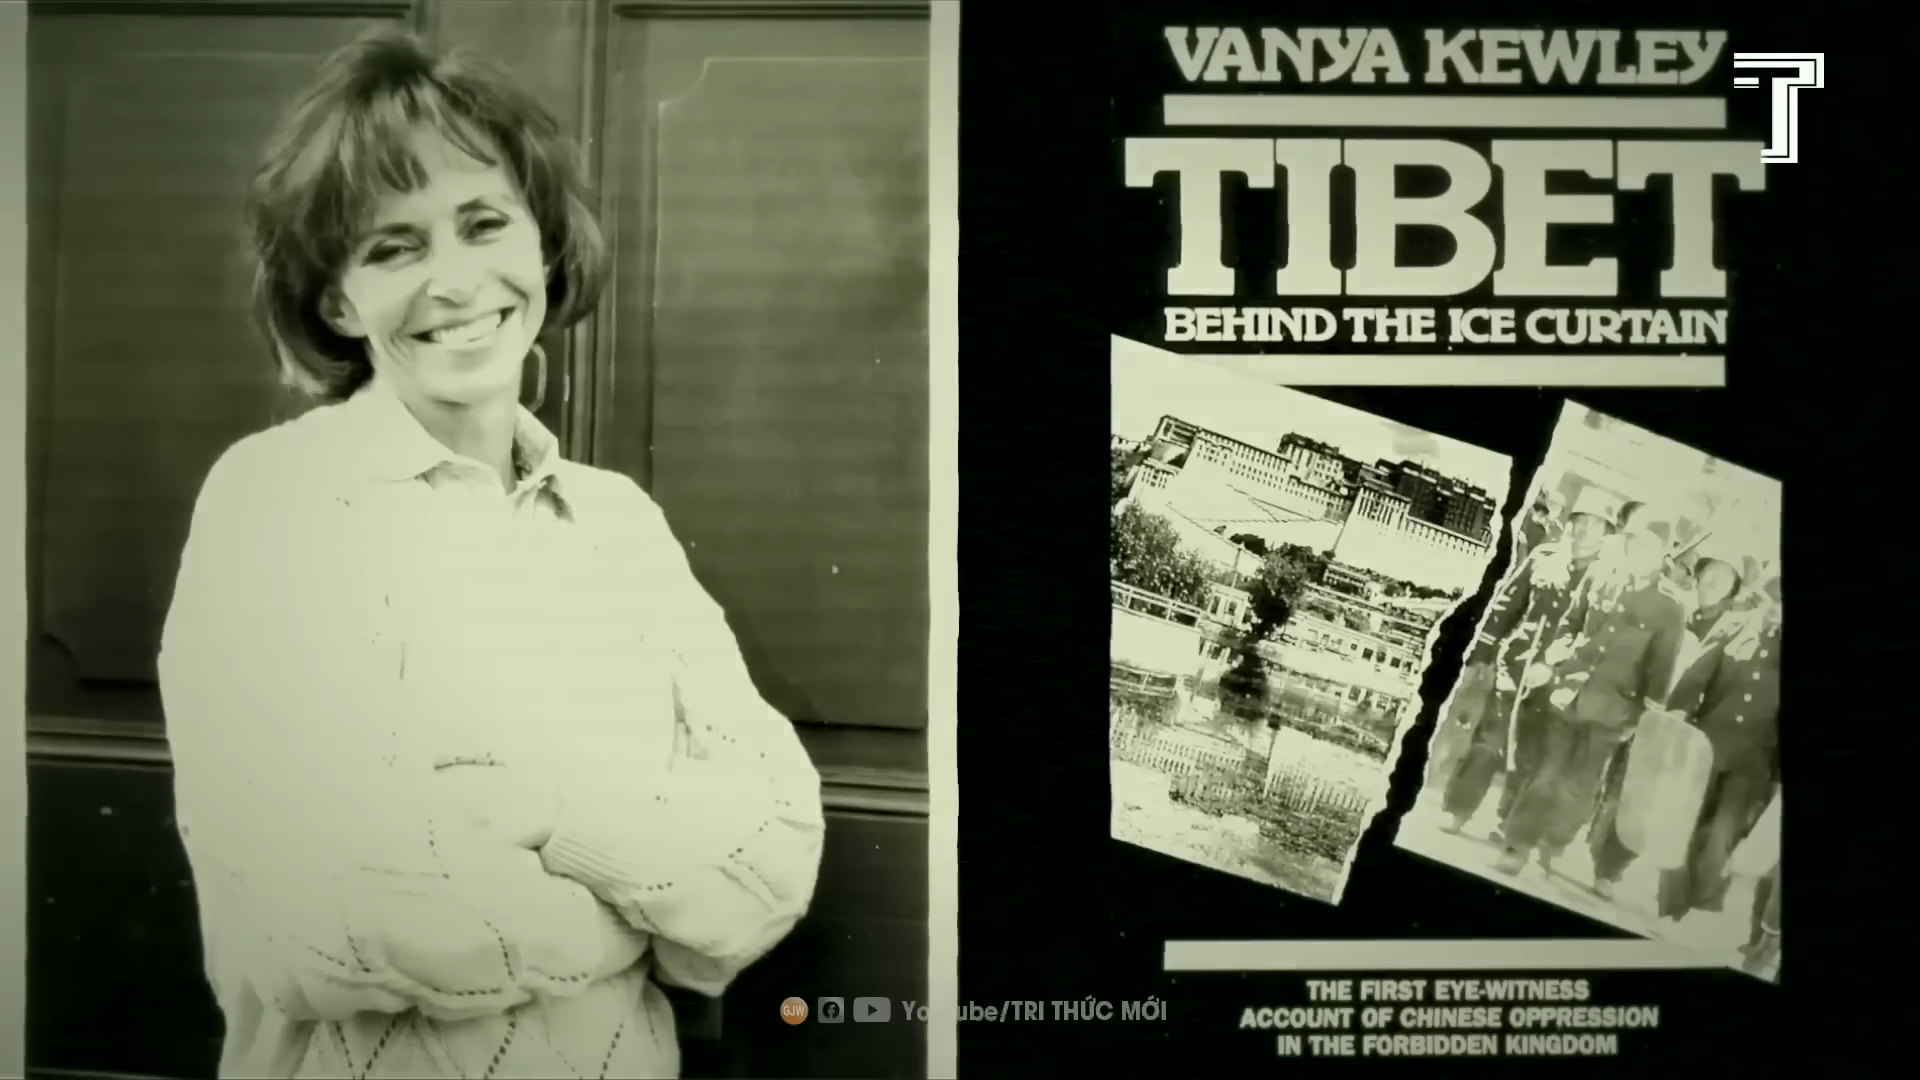 VANYA KEWLEY
TIBET
BEHIND THE ICE CURTAIN
THE FIRST EYE-WITNESS
ACCOUNT OF CHINESE OPPRESSION
IN THE FORBIDDEN KINGDOM
GJW
YouTube/TRI THỨC MỚI